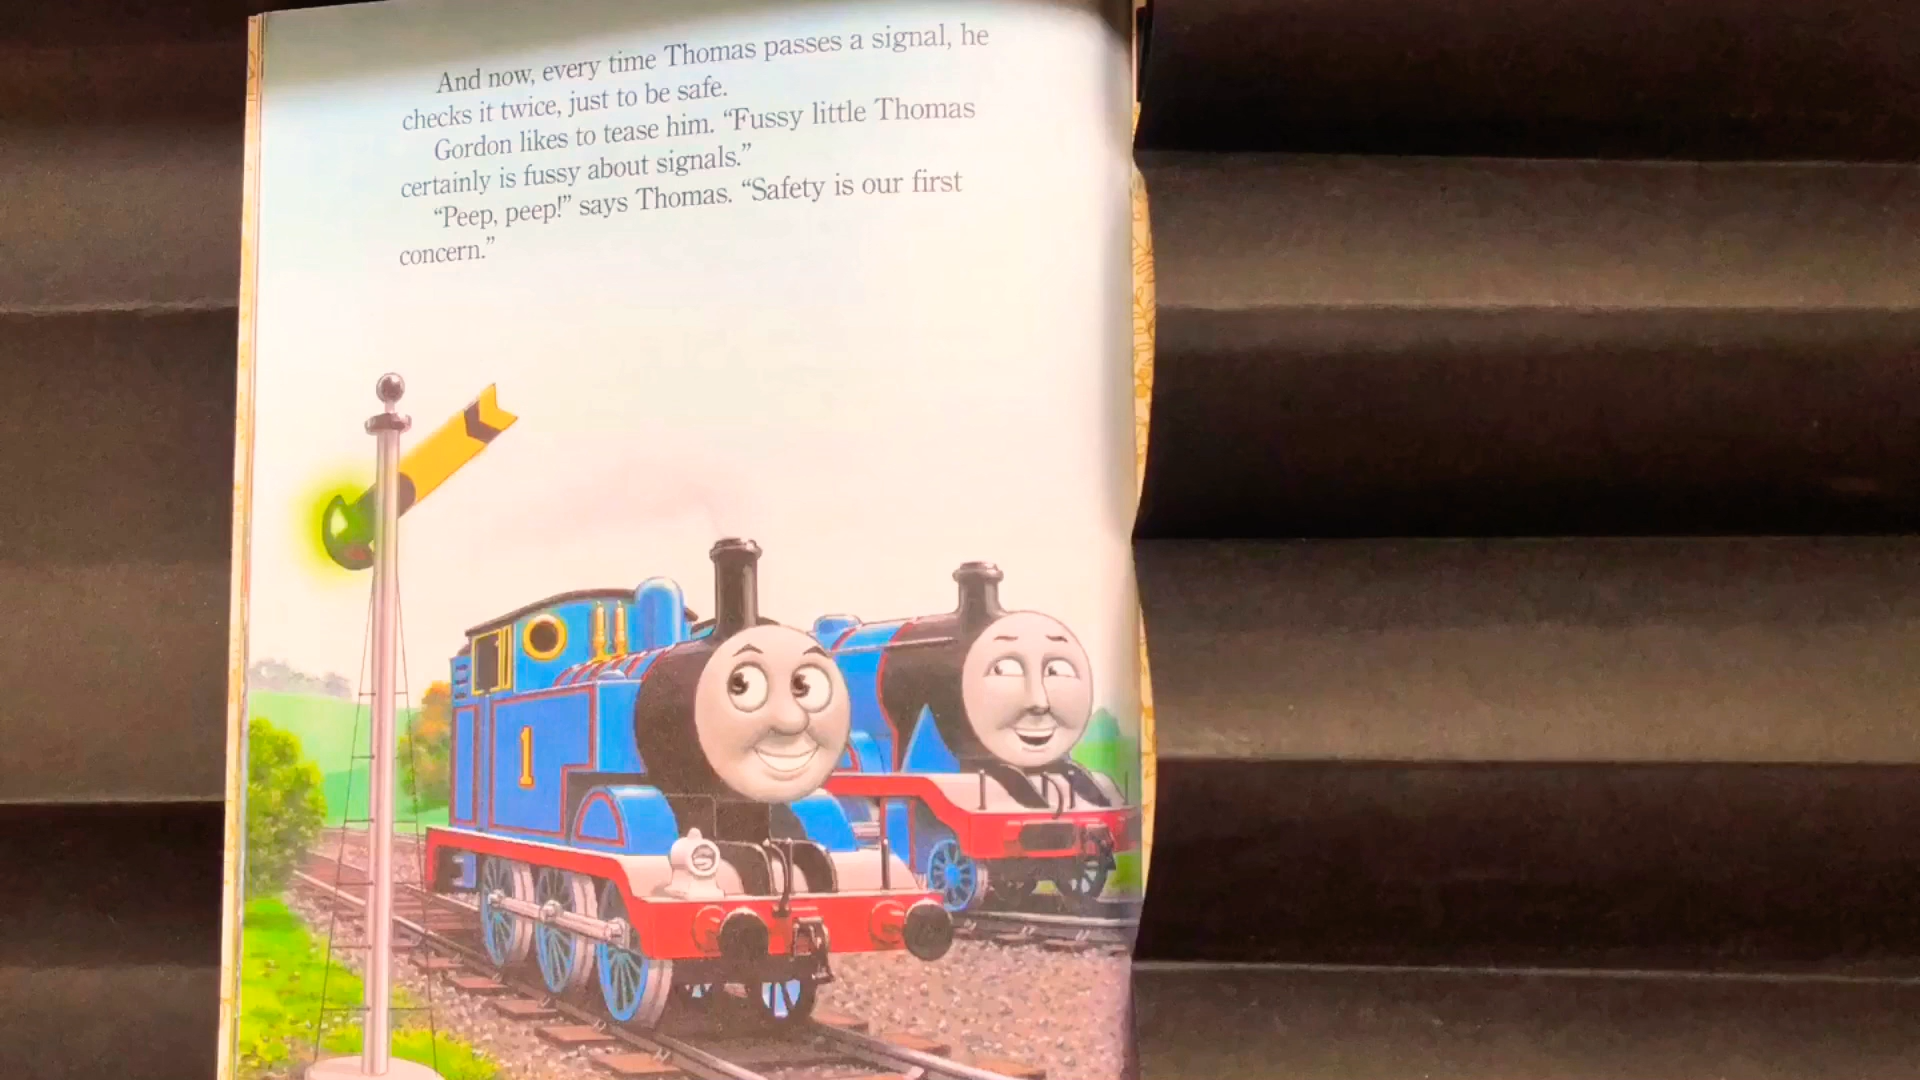 And now, every time Thomas passes a signal, he
checks it twice, just to be safe.
Gordon likes to tease him. “Fussy little Thomas
certainly is fussy about signals.”
“Peep, peep!” says Thomas. “Safety is our first
concern.”
1